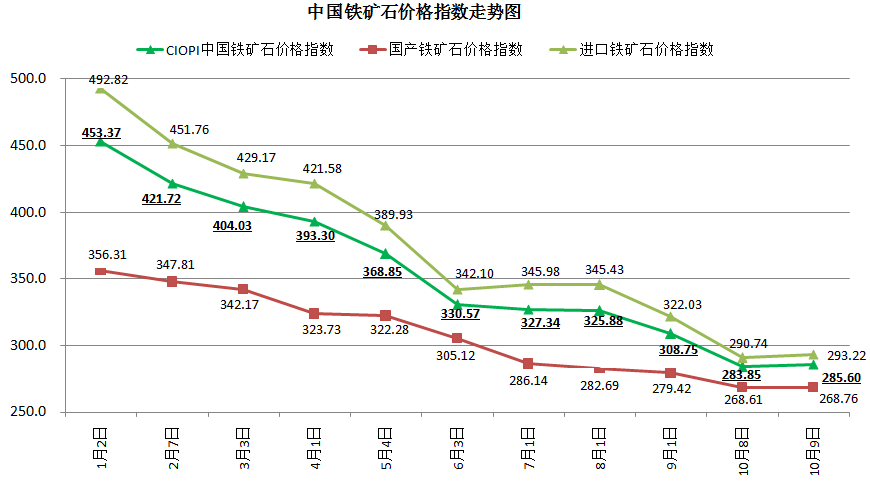 中国铁矿石价格指数走势图
CIOPI中国铁矿石价格指数 国产铁矿石价格指数 进口铁矿石价格指数
500.0
450.0
400.0
350.0
300.0
250.0
492.82 451.76 429.17 421.58 389.93 342.10 345.98 345.43 322.03 290.74 293.22
453.37 421.72 404.03 393.30 368.85 330.57 327.34 325.88 308.75 283.85 285.60
356.31 347.81 342.17 323.73 322.28 305.12 286.14 282.69 279.42 268.61 268.76
1月2日 2月7日 3月3日 4月1日 5月4日 6月3日 7月1日 8月1日 9月1日 10月8日 10月9日